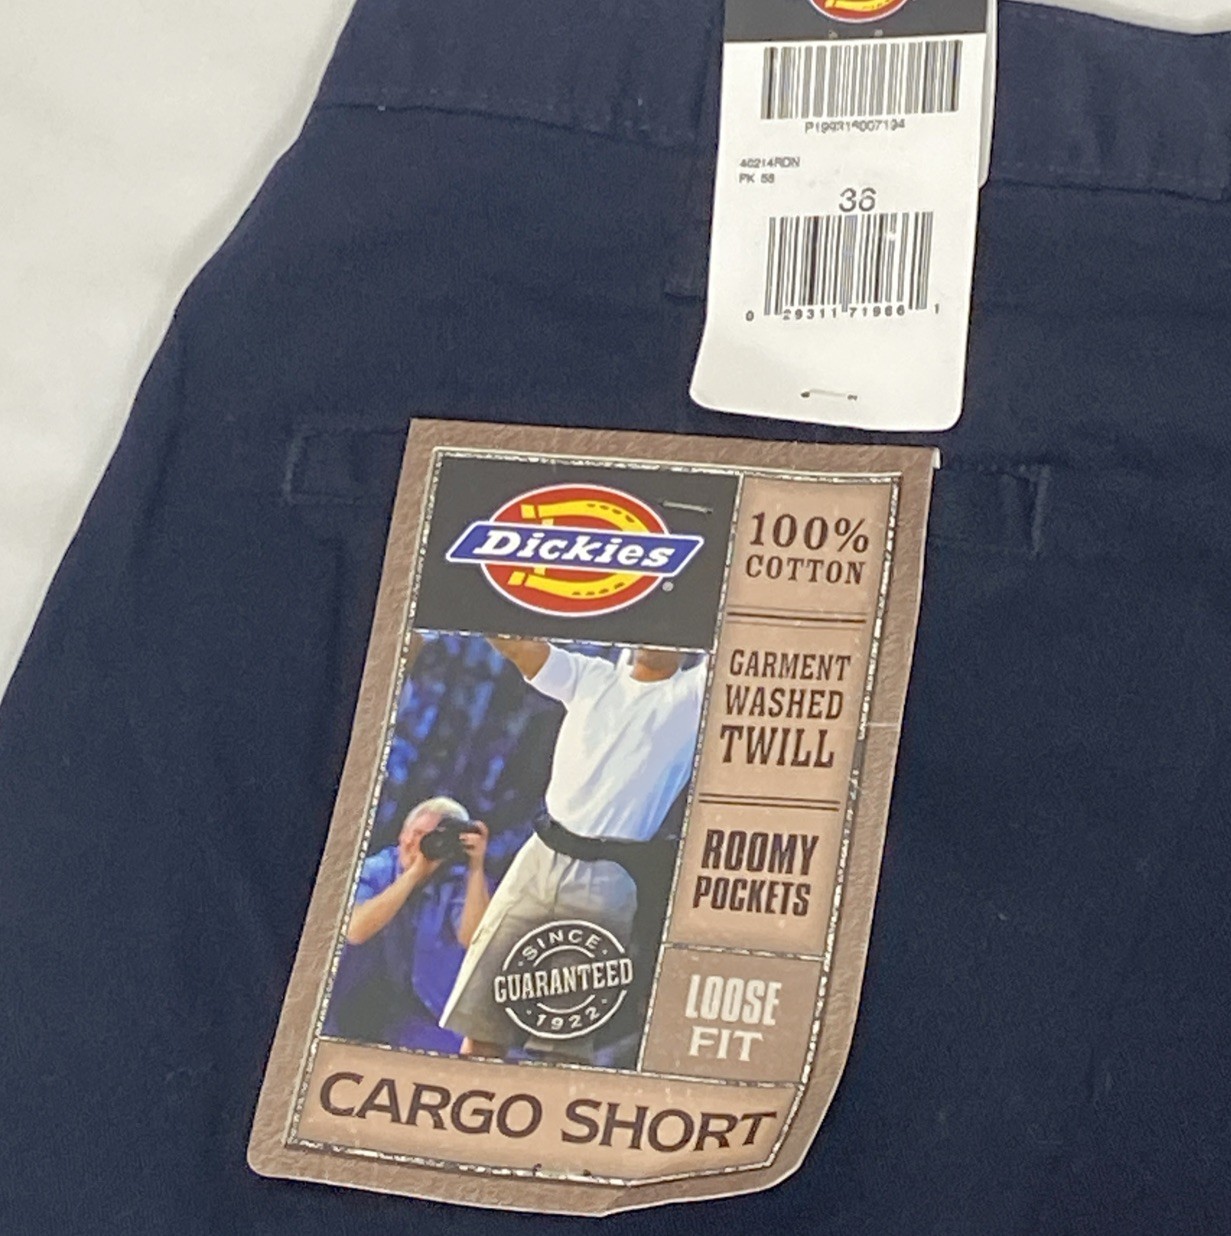 40214RDN
PK 58
36
0 29311 71966 1
Dickies
®
100%
COTTON
GARMENT
WASHED
TWILL
ROOMY
POCKETS
LOOSE
FIT
SINCE
GUARANTEED
1922
CARGO SHORT